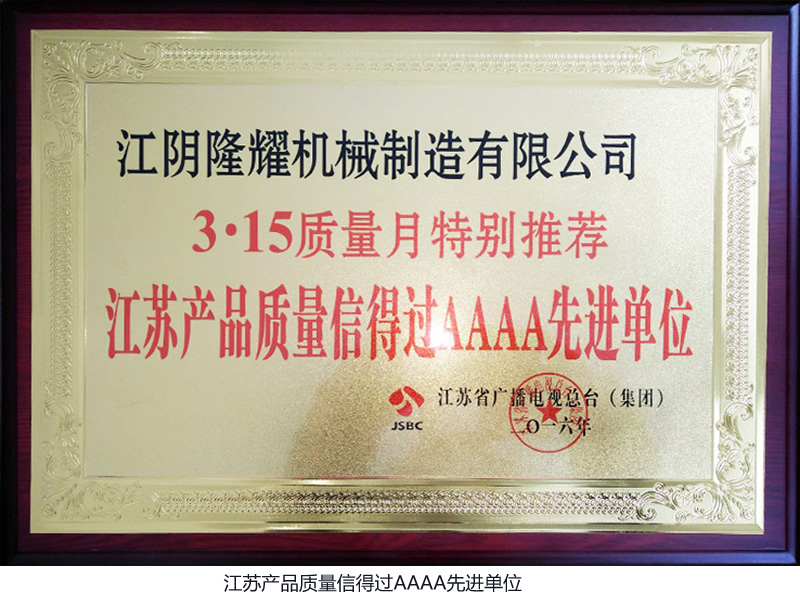 江阴隆耀机械制造有限公司
3·15质量月特别推荐
江苏产品质量信得过AAAA先进单位
JSBC
江苏省广播电视总台（集团）
二〇一六年
江苏产品质量信得过AAAA先进单位